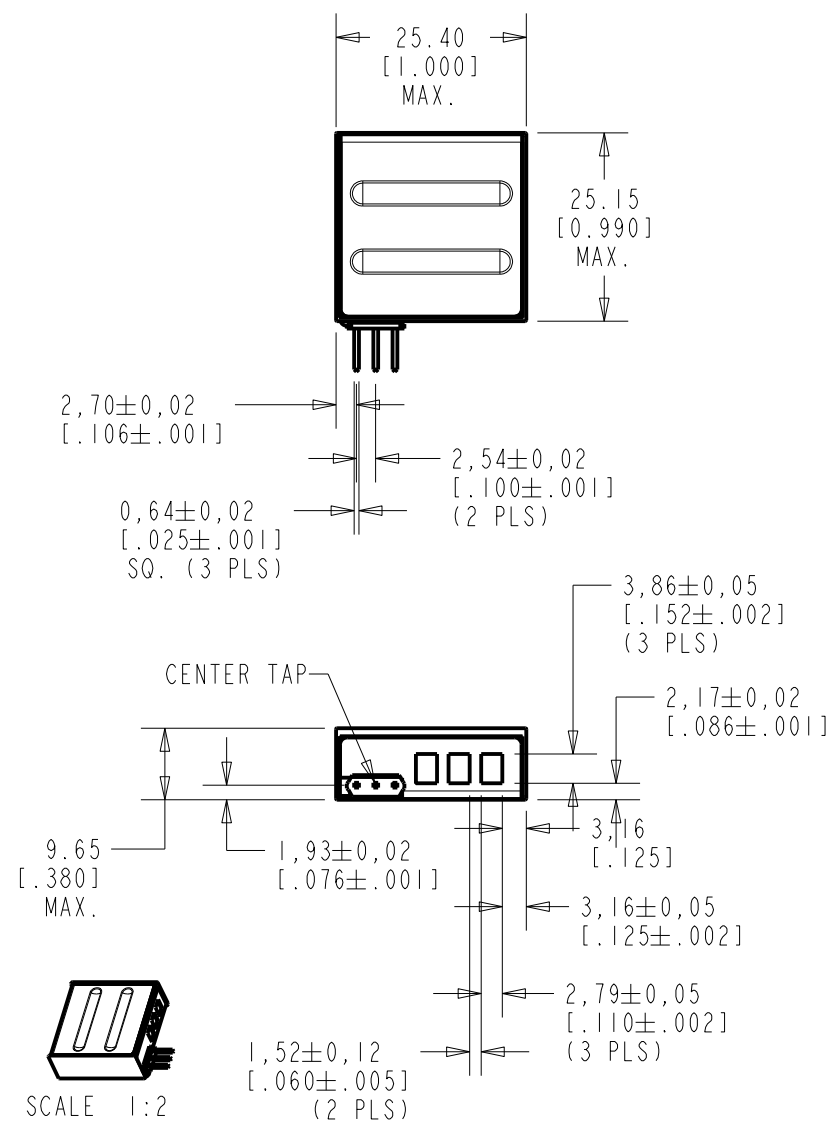 25.40
[1.000]
MAX.
25.15
[0.990]
MAX.
2,70±0,02
[.106±.001]
2,54±0,02
[.100±.001]
(2 PLS)
0,64±0,02
[.025±.001]
SQ. (3 PLS)
3,86±0,05
[.152±.002]
(3 PLS)
CENTER TAP
2,17±0,02
[.086±.001]
9.65
[.380]
MAX.
1,93±0,02
[.076±.001]
3,16
[.125]
3,16±0,05
[.125±.002]
2,79±0,05
[.110±.002]
(3 PLS)
1,52±0,12
[.060±.005]
(2 PLS)
SCALE 1:2